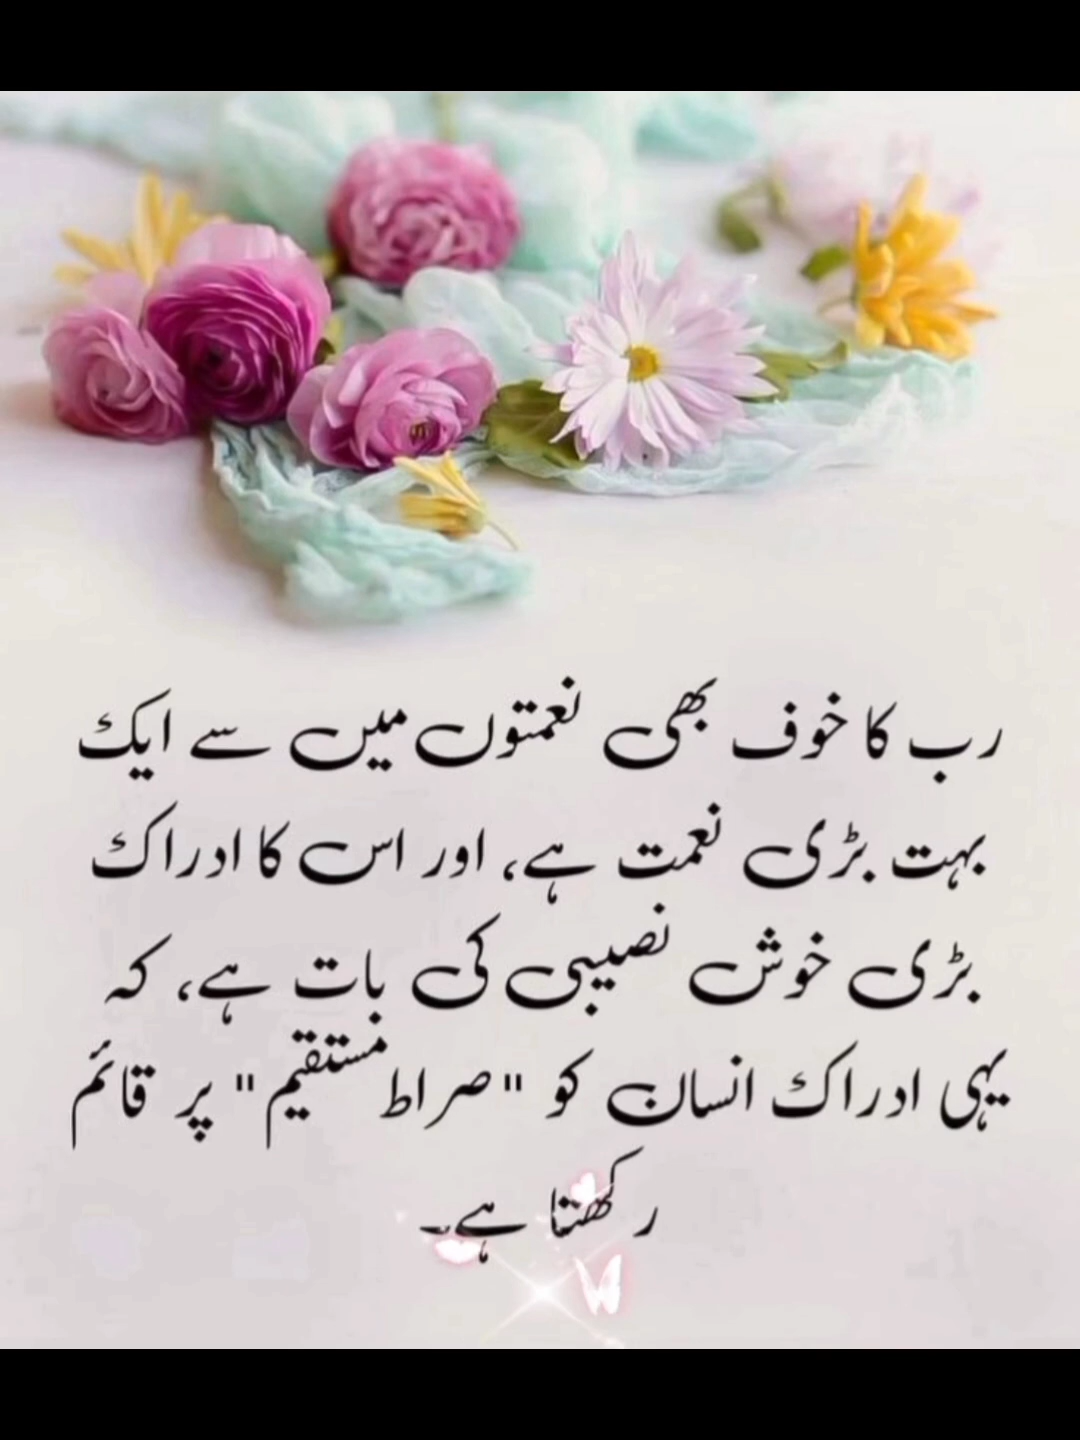 رب کا خوف بھی نعمتوں میں سے ایک
بہت بڑی نعمت ہے، اور اس کا ادراک
بڑی خوش نصیبی کی بات ہے، کہ
یہی ادراک انسان کو "صراط مستقیم" پر قائم
رکھتا ہے۔